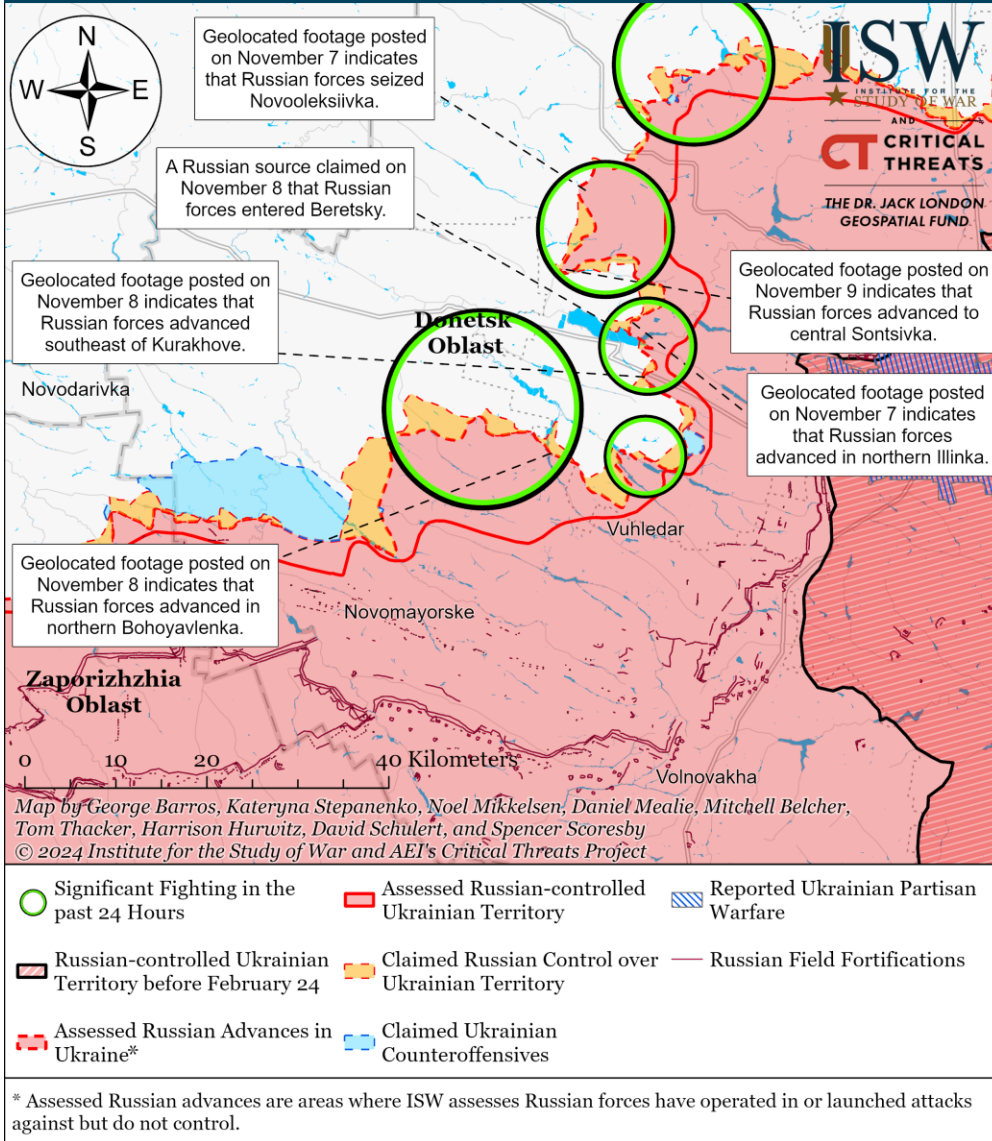 N
W
E
S
Geolocated footage posted
on November 7 indicates
that Russian forces seized
Novooleksiivka.
ISW
INSTITUTE FOR THE
STUDY OF WAR
AND
CT CRITICAL
THREATS
THE DR. JACK LONDON
GEOSPATIAL FUND
A Russian source claimed on
November 8 that Russian
forces entered Beretsky.
Geolocated footage posted on
November 8 indicates that
Russian forces advanced
southeast of Kurakhove.
Geolocated footage posted on
November 9 indicates that
Russian forces advanced to
central Sontsivka.
Donetsk
Oblast
Novodarivka
Geolocated footage posted
on November 7 indicates
that Russian forces
advanced in northern Illinka.
Vuhledar
Geolocated footage posted on
November 8 indicates that
Russian forces advanced in
northern Bohoyavlenka.
Novomayorske
Zaporizhzhia
Oblast
0 10 20 40 Kilometers
Volnovakha
Map by George Barros, Kateryna Stepanenko, Noel Mikkelsen, Daniel Mealie, Mitchell Belcher,
Tom Thacker, Harrison Hurwitz, David Schulert, and Spencer Scoresby
© 2024 Institute for the Study of War and AEI's Critical Threats Project
Significant Fighting in the
past 24 Hours
Assessed Russian-controlled
Ukrainian Territory
Reported Ukrainian Partisan
Warfare
Russian-controlled Ukrainian
Territory before February 24
Claimed Russian Control over
Ukrainian Territory
Russian Field Fortifications
Assessed Russian Advances in
Ukraine*
Claimed Ukrainian
Counteroffensives
* Assessed Russian advances are areas where ISW assesses Russian forces have operated in or launched attacks
against but do not control.